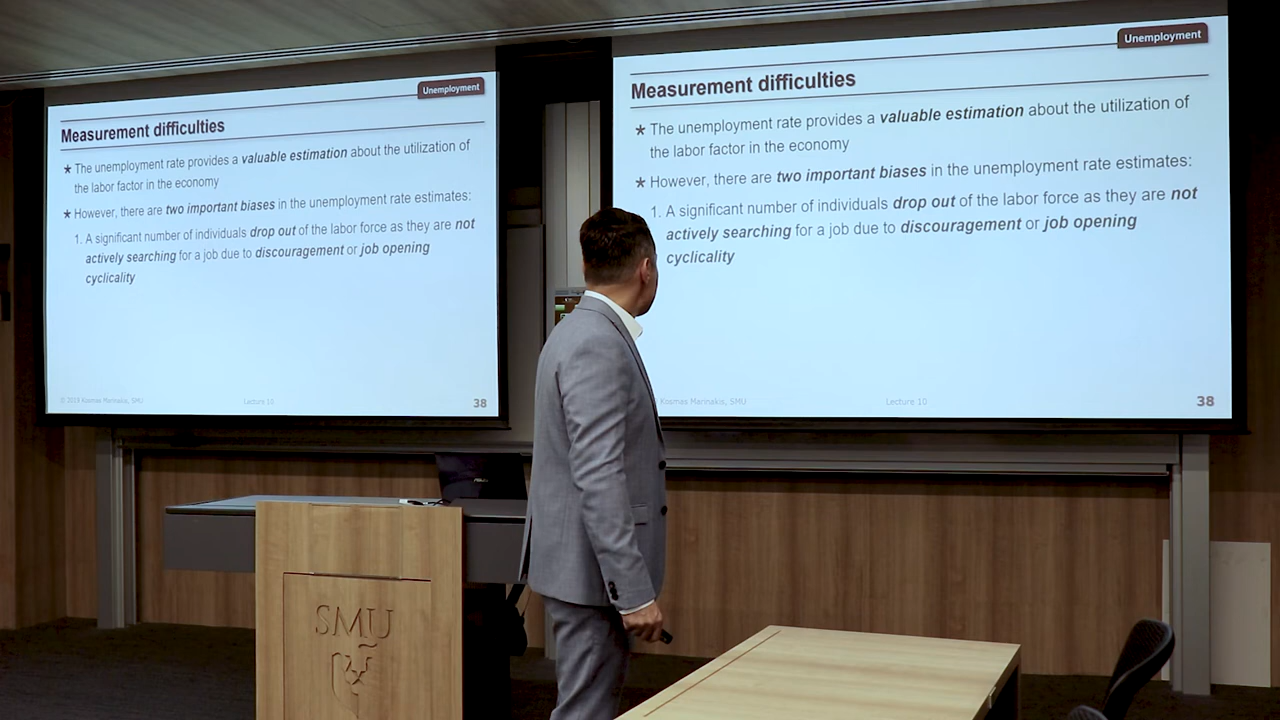 Unemployment
Measurement difficulties
★ The unemployment rate provides a valuable estimation about the utilization of
the labor factor in the economy
★ However, there are two important biases in the unemployment rate estimates:
1. A significant number of individuals drop out of the labor force as they are not
actively searching for a job due to discouragement or job opening
cyclicality
© 2019 Kosmas Marinakis, SMU
Lecture 10
38
Unemployment
Measurement difficulties
★ The unemployment rate provides a valuable estimation about the utilization of
the labor factor in the economy
★ However, there are two important biases in the unemployment rate estimates:
1. A significant number of individuals drop out of the labor force as they are not
actively searching for a job due to discouragement or job opening
cyclicality
Kosmas Marinakis, SMU
Lecture 10
38
SMU